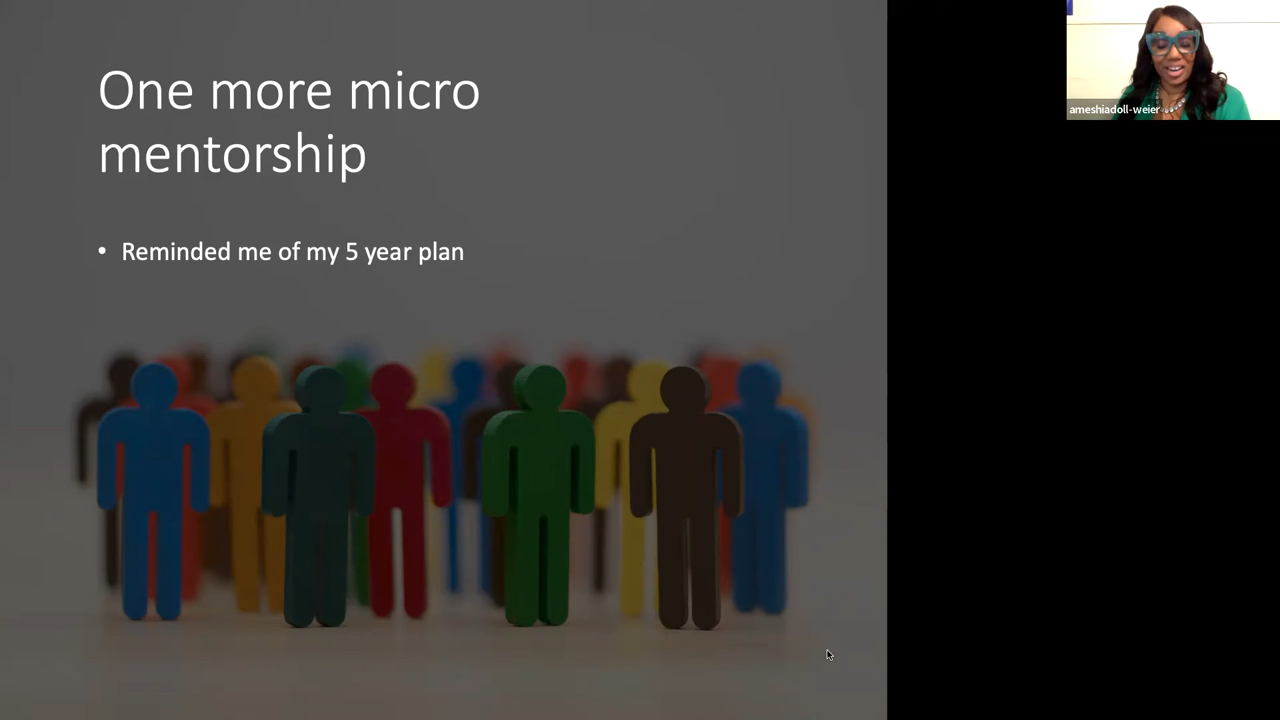 One more micro
mentorship
• Reminded me of my 5 year plan
ameshiadoll-weier